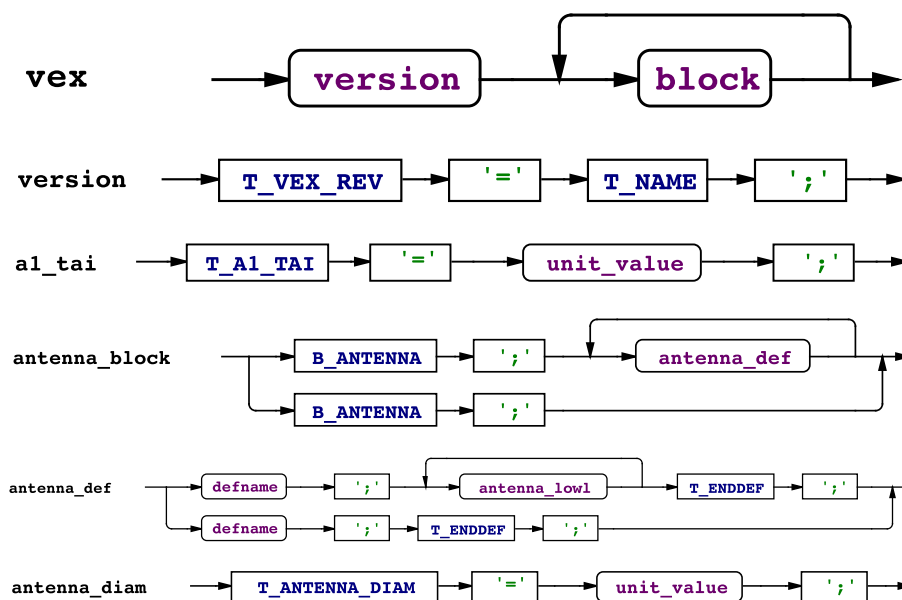 vex version block
version T_VEX_REV '=' T_NAME ';'
a1_tai T_A1_TAI '=' unit_value ';'
antenna_block B_ANTENNA ';' antenna_def
B_ANTENNA ';'
antenna_def defname ';' antenna_lowl T_ENDDEF ';'
defname ';' T_ENDDEF ';'
antenna_diam T_ANTENNA_DIAM '=' unit_value ';'